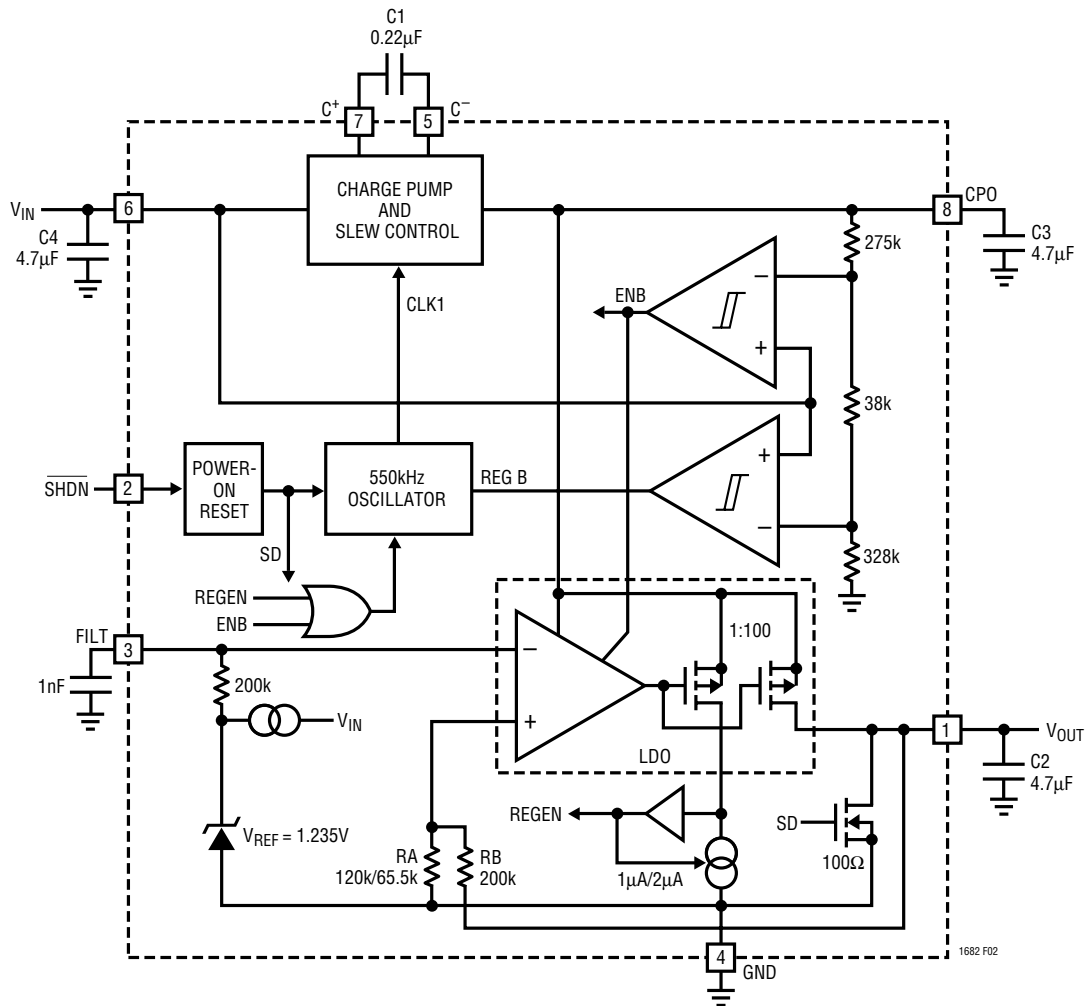 C1
0.22µF
C+
7
5
C−
CHARGE PUMP
AND
SLEW CONTROL
VIN
6
C4
4.7µF
8
CPO
C3
4.7µF
275k
−
+
ENB
CLK1
38k
SHDN
2
POWER-
ON
RESET
550kHz
OSCILLATOR
REG B
+
−
328k
SD
REGEN
ENB
FILT
3
1nF
200k
VIN
−
+
1:100
LDO
1
VOUT
C2
4.7µF
VREF = 1.235V
RA
120k/65.5k
RB
200k
REGEN
1µA/2µA
SD
100Ω
4
GND
1682 F02